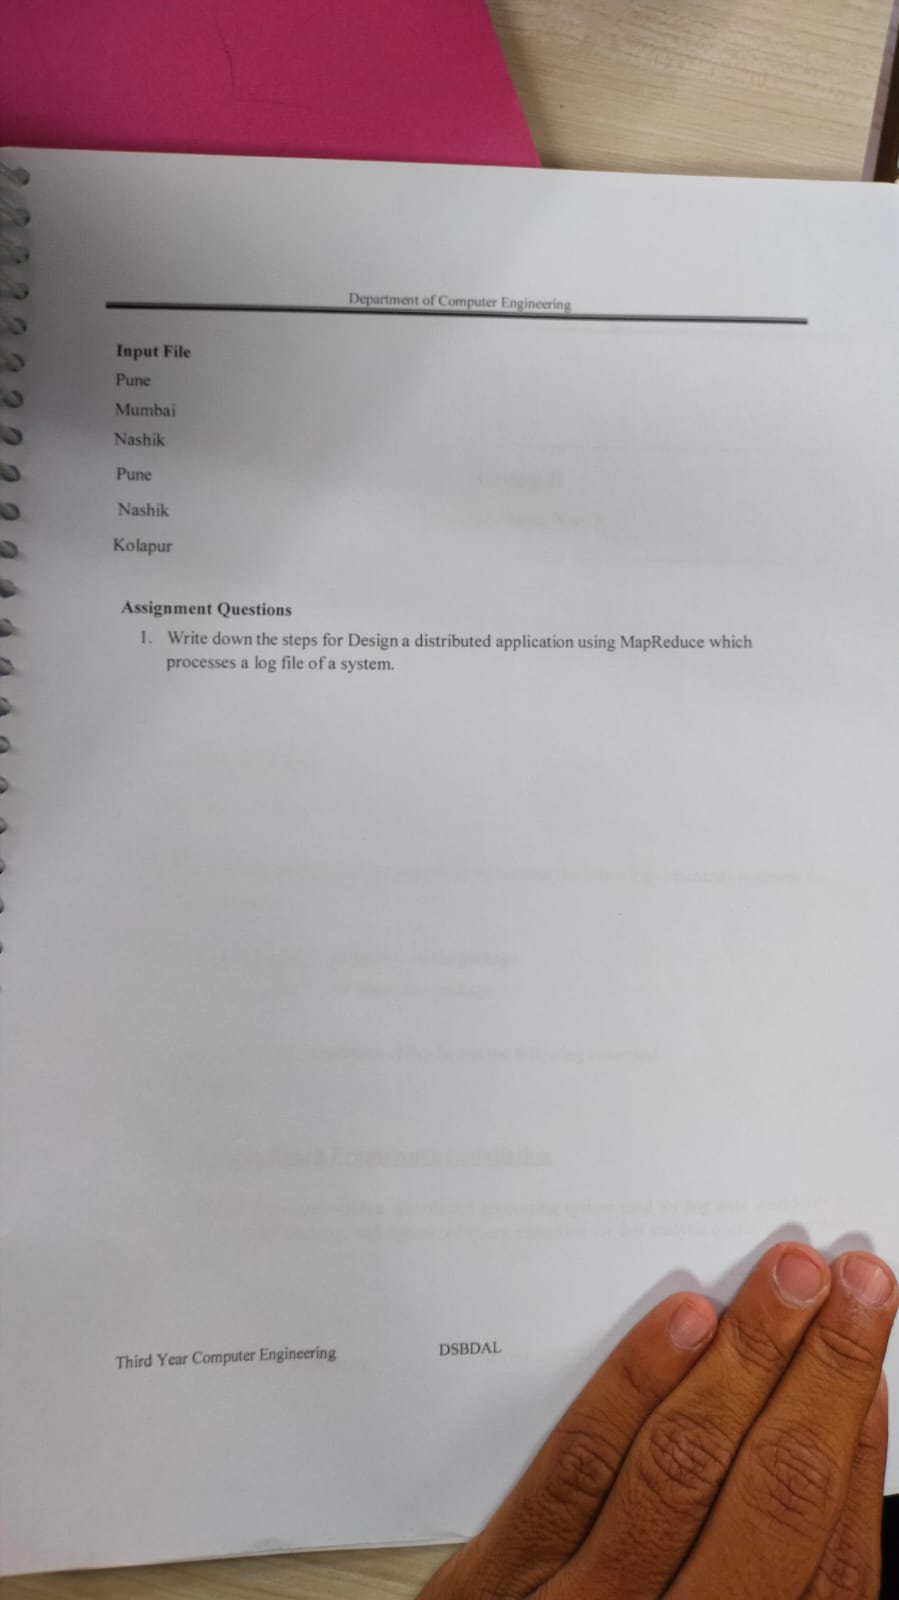 Department of Computer Engineering
Input File
Pune
Mumbai
Nashik
Pune
Nashik
Kolapur
Assignment Questions
1. Write down the steps for Design a distributed application using MapReduce which
processes a log file of a system.
Third Year Computer Engineering DSBDAL